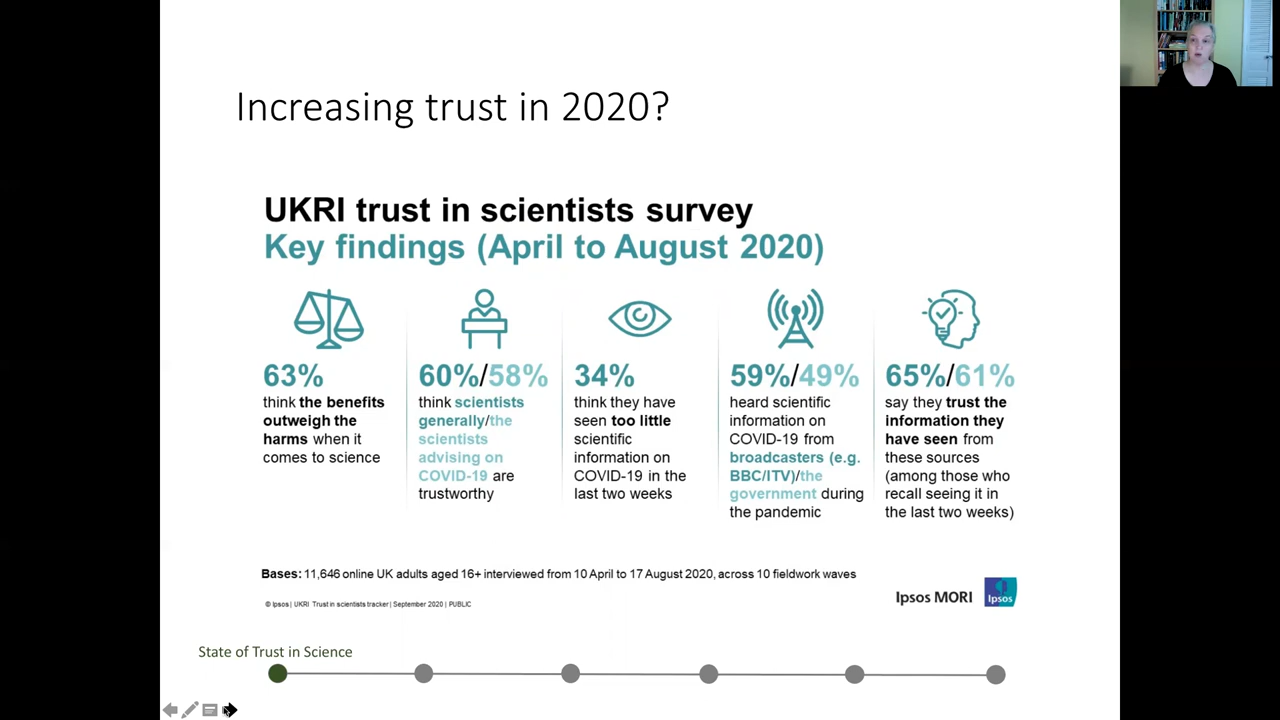 Increasing trust in 2020?
UKRI trust in scientists survey
Key findings (April to August 2020)
63%
think the benefits
outweigh the
harms when it
comes to science
60%/58%
think scientists
generally/the
scientists
advising on
COVID-19 are
trustworthy
34%
think they have
seen too little
scientific
information on
COVID-19 in the
last two weeks
59%/49%
heard scientific
information on
COVID-19 from
broadcasters (e.g.
BBC/ITV)/the
government during
the pandemic
65%/61%
say they trust the
information they
have seen from
these sources
(among those who
recall seeing it in
the last two weeks)
Bases: 11,646 online UK adults aged 16+ interviewed from 10 April to 17 August 2020, across 10 fieldwork waves
© Ipsos | UKRI Trust in scientists tracker | September 2020 | PUBLIC
Ipsos MORI
Ipsos
State of Trust in Science